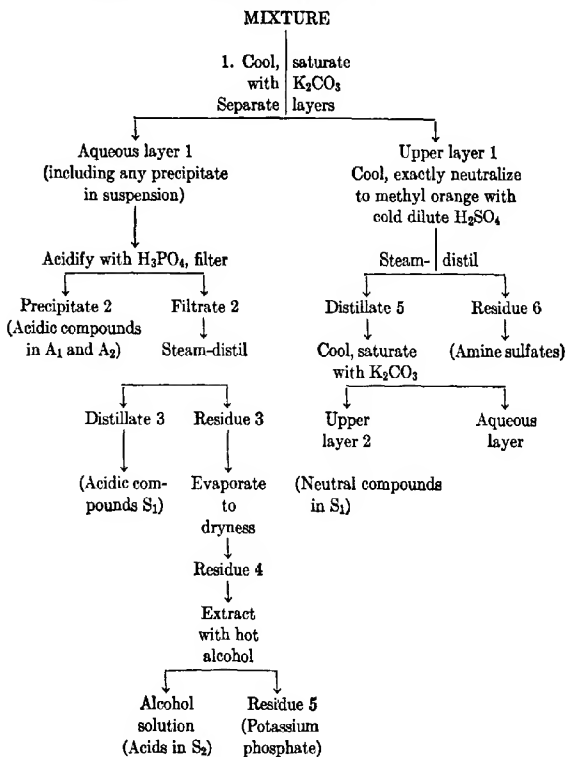 MIXTURE
1. Cool, saturate
with K₂CO₃
Separate layers
Aqueous layer 1
(including any precipitate
in suspension)
Acidify with H₃PO₄, filter
Precipitate 2
(Acidic compounds
in A₁ and A₂)
Filtrate 2
Steam-distil
Distillate 3
(Acidic com-
pounds S₁)
Residue 3
Evaporate
to
dryness
Residue 4
Extract
with hot
alcohol
Alcohol
solution
(Acids in S₂)
Residue 5
(Potassium
phosphate)
Upper layer 1
Cool, exactly neutralize
to methyl orange with
cold dilute H₂SO₄
Steam- distil
Distillate 5
Cool, saturate
with K₂CO₃
Residue 6
(Amine sulfates)
Upper
layer 2
(Neutral compounds
in S₁)
Aqueous
layer